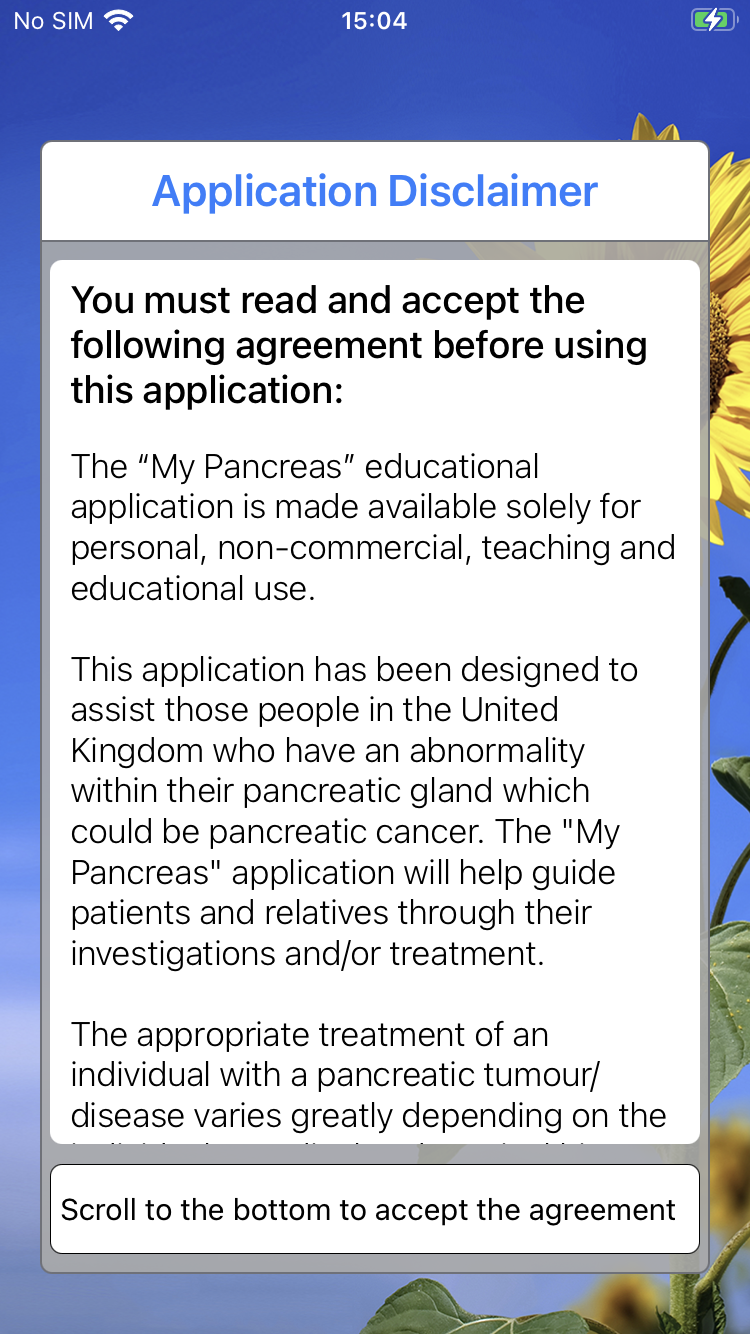 No SIM
15:04
Application Disclaimer
You must read and accept the
following agreement before using
this application:
The “My Pancreas” educational
application is made available solely for
personal, non-commercial, teaching and
educational use.
This application has been designed to
assist those people in the United
Kingdom who have an abnormality
within their pancreatic gland which
could be pancreatic cancer. The "My
Pancreas" application will help guide
patients and relatives through their
investigations and/or treatment.
The appropriate treatment of an
individual with a pancreatic tumour/
disease varies greatly depending on the
Scroll to the bottom to accept the agreement